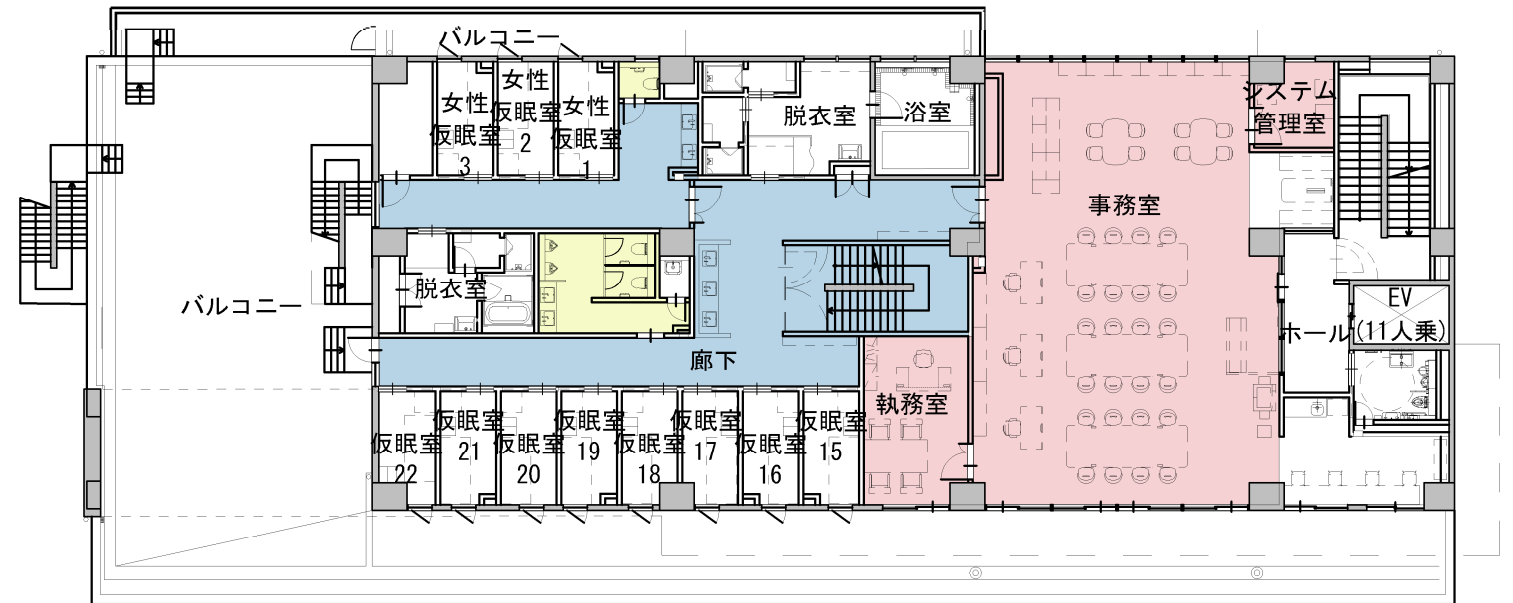 バルコニー
女性
仮眠室
3
女性
仮眠室
2
女性
仮眠室
1
脱衣室
浴室
システム
管理室
事務室
バルコニー
脱衣室
廊下
執務室
ホール
EV
(11人乗)
仮眠室
22
仮眠室
21
仮眠室
20
仮眠室
19
仮眠室
18
仮眠室
17
仮眠室
16
仮眠室
15